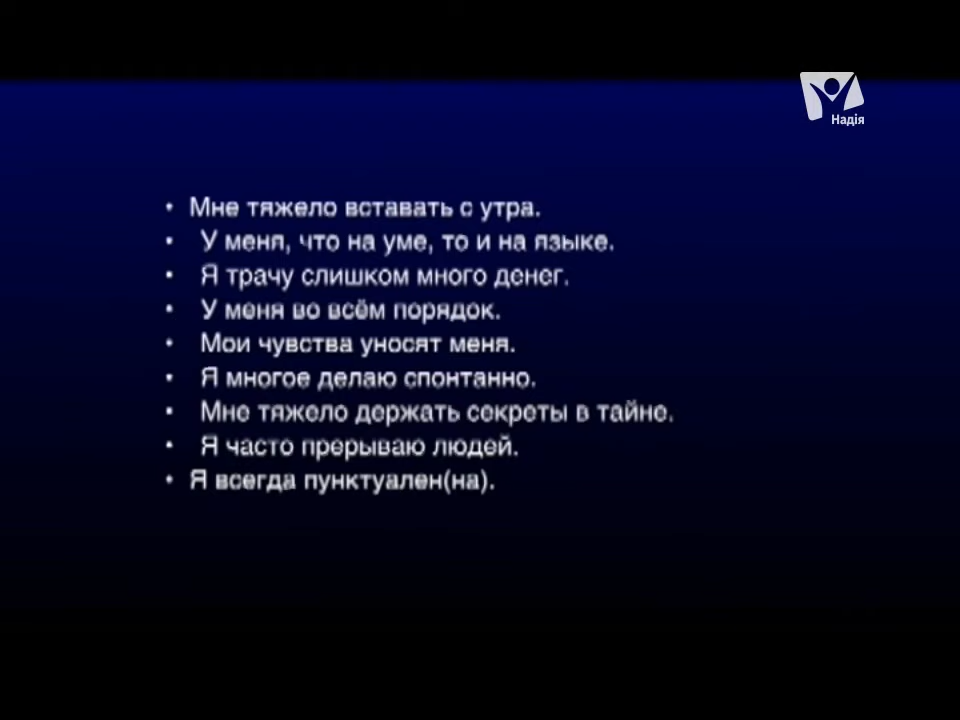 Надія
• Мне тяжело вставать с утра.
• У меня, что на уме, то и на языке.
• Я трачу слишком много денег.
• У меня во всём порядок.
• Мои чувства уносят меня.
• Я многое делаю спонтанно.
• Мне тяжело держать секреты в тайне.
• Я часто прерываю людей.
• Я всегда пунктуален(на).